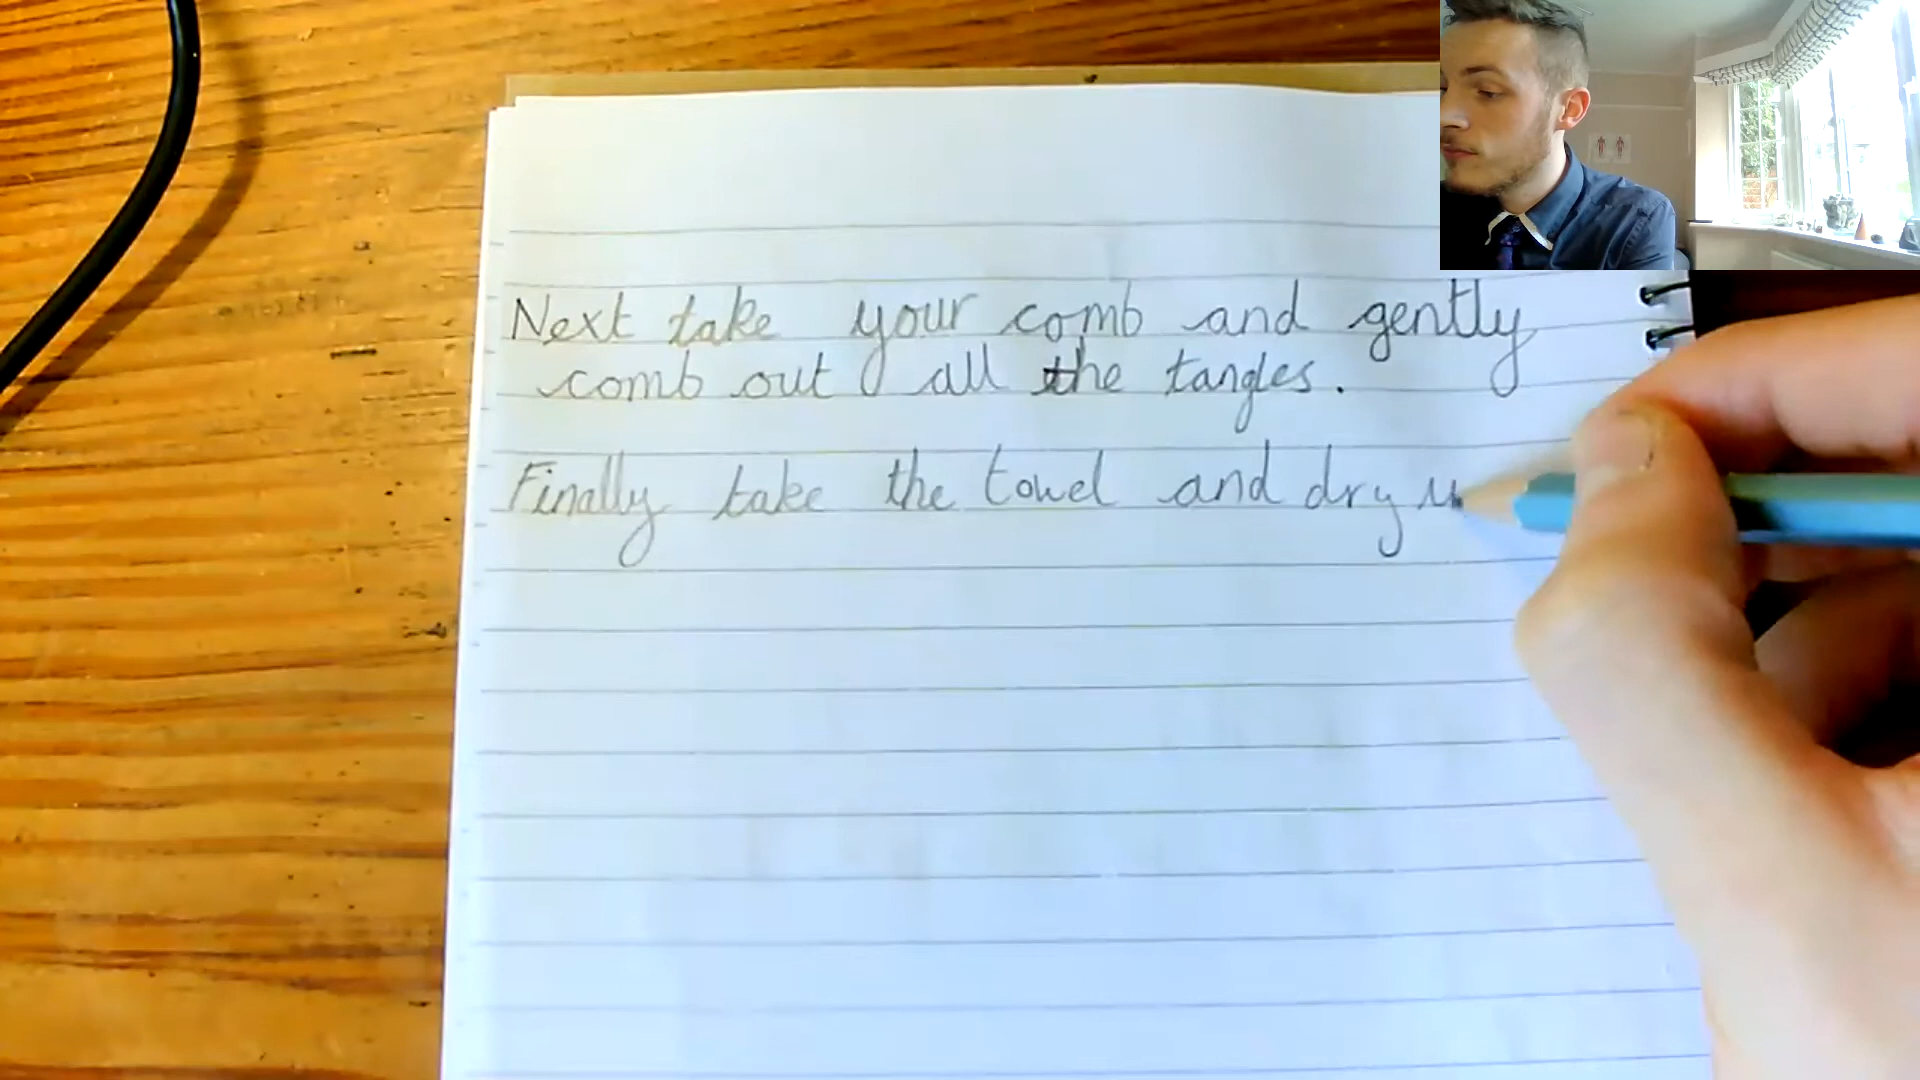 Next take your comb and gently
comb out all the tangles.
Finally take the towel and dry